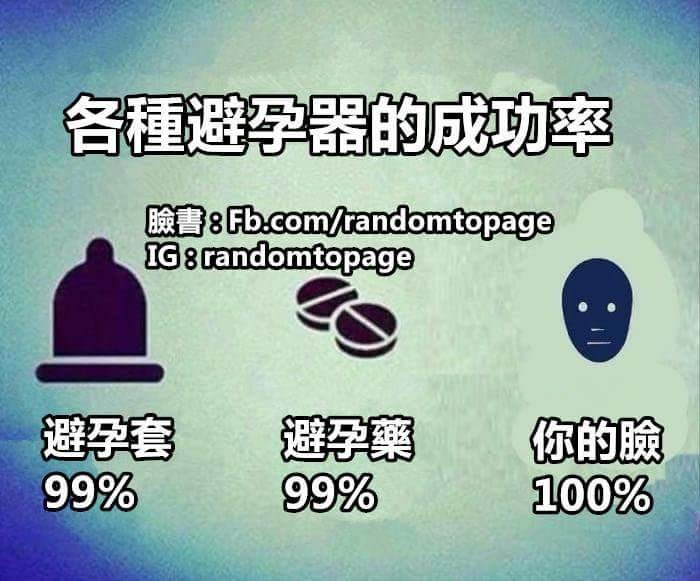 各種避孕器的成功率
臉書 : Fb.com/randomtopage
IG : randomtopage
避孕套
99%
避孕藥
99%
你的臉
100%